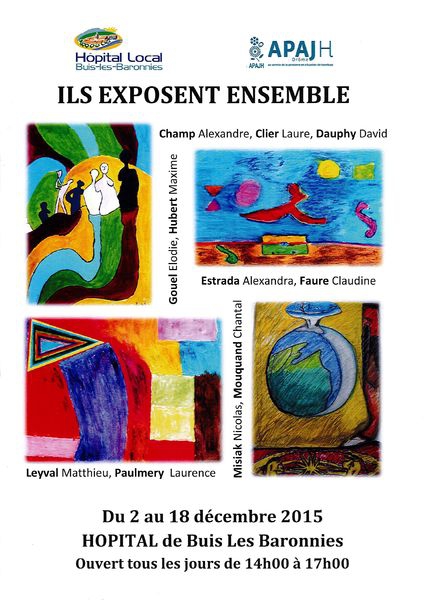 Hôpital Local
Buis-les-Baronnies
APAJH
Drôme
APAJH
ILS EXPOSENT ENSEMBLE
Champ Alexandre, Clier Laure, Dauphy David
Gouel Elodie, Hubert Maxime
Estrada Alexandra, Faure Claudine
Misiak Nicolas, Mouquand Chantal
Leyval Matthieu, Paulmery Laurence
Du 2 au 18 décembre 2015
HOPITAL de Buis Les Baronnies
Ouvert tous les jours de 14h00 à 17h00